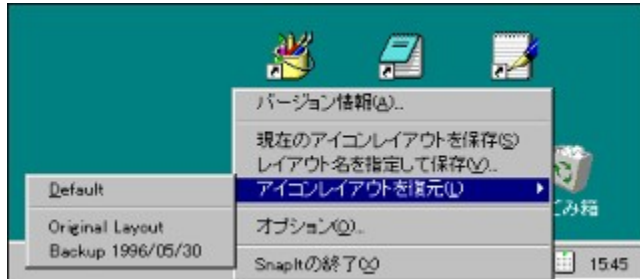 バージョン情報(A)..
現在のアイコンレイアウトを保存(S)
レイアウト名を指定して保存(V)..
アイコンレイアウトを復元(L)
Default
Original Layout
Backup 1996/05/30
オプション(O)..
SnapItの終了(X)
ごみ箱
15:45